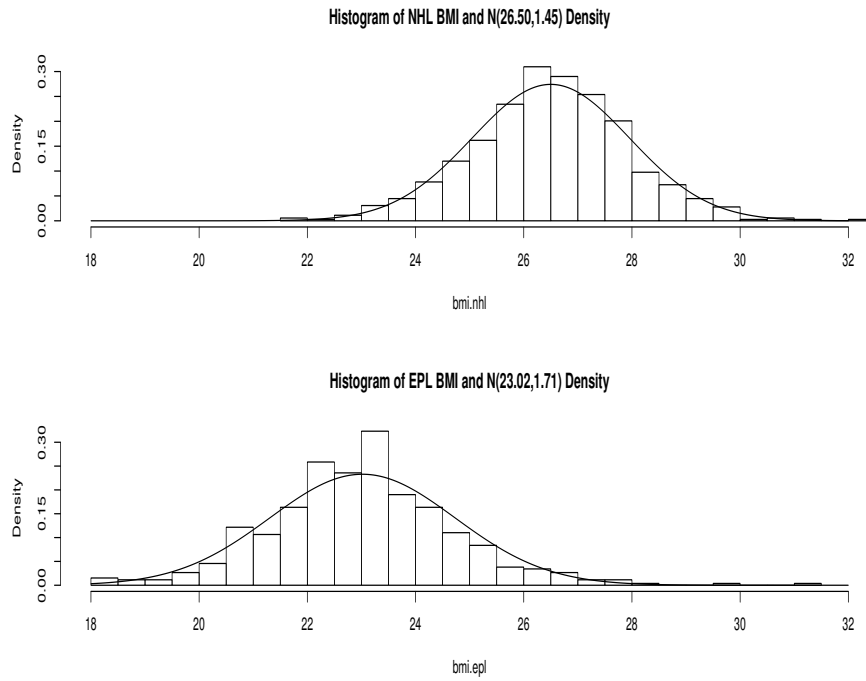 Histogram of NHL BMI and N(26.50,1.45) Density
Density
0.00 0.15 0.30
18 20 22 24 26 28 30 32
bmi.nhl
Histogram of EPL BMI and N(23.02,1.71) Density
Density
0.00 0.15 0.30
18 20 22 24 26 28 30 32
bmi.epl